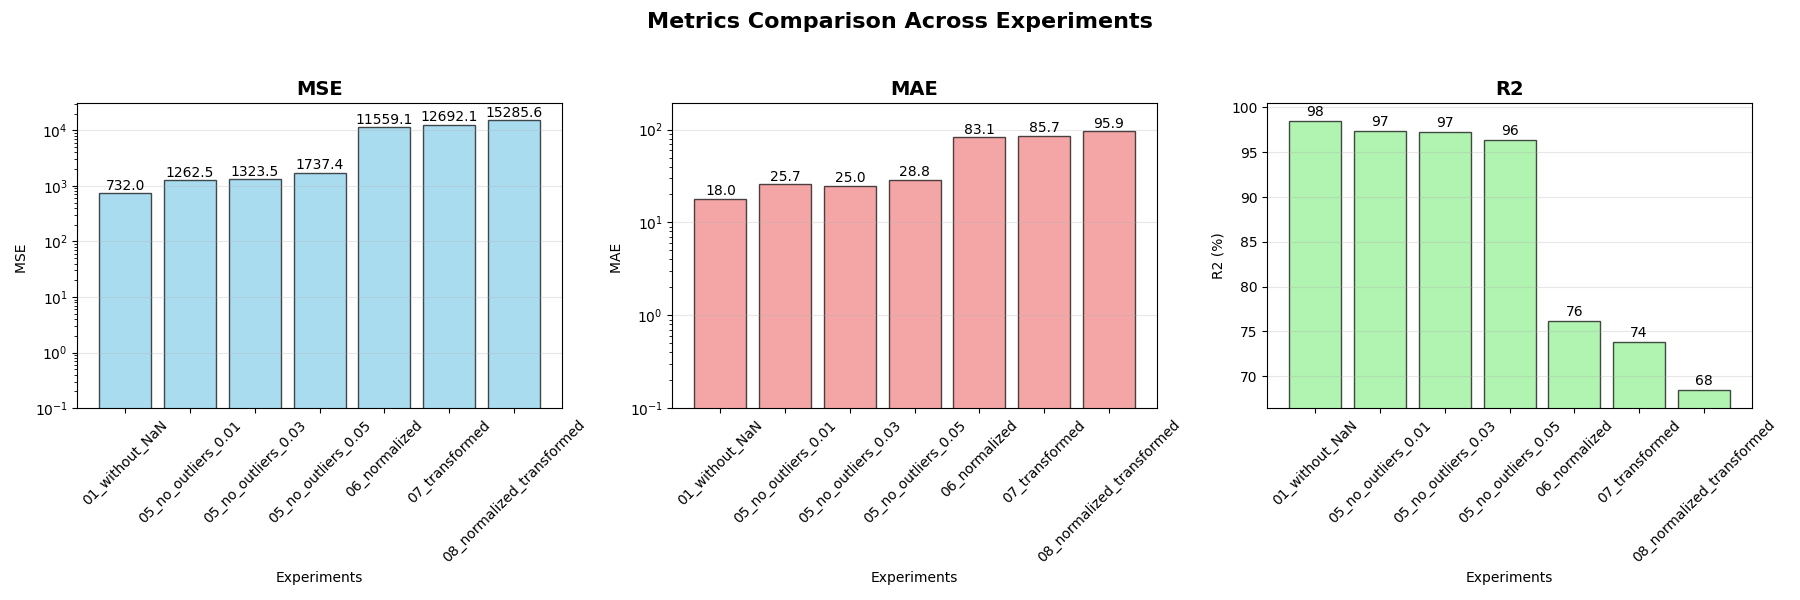 Metrics Comparison Across Experiments
MSE
MSE
10^4
10^3
10^2
10^1
10^0
10^-1
732.0
1262.5
1323.5
1737.4
11559.1
12692.1
15285.6
01_without_NaN
05_no_outliers_0.01
05_no_outliers_0.03
05_no_outliers_0.05
06_normalized
07_transformed
08_normalized_transformed
Experiments
MAE
MAE
10^2
10^1
10^0
10^-1
18.0
25.7
25.0
28.8
83.1
85.7
95.9
01_without_NaN
05_no_outliers_0.01
05_no_outliers_0.03
05_no_outliers_0.05
06_normalized
07_transformed
08_normalized_transformed
Experiments
R2
R2 (%)
100
95
90
85
80
75
70
98
97
97
96
76
74
68
01_without_NaN
05_no_outliers_0.01
05_no_outliers_0.03
05_no_outliers_0.05
06_normalized
07_transformed
08_normalized_transformed
Experiments